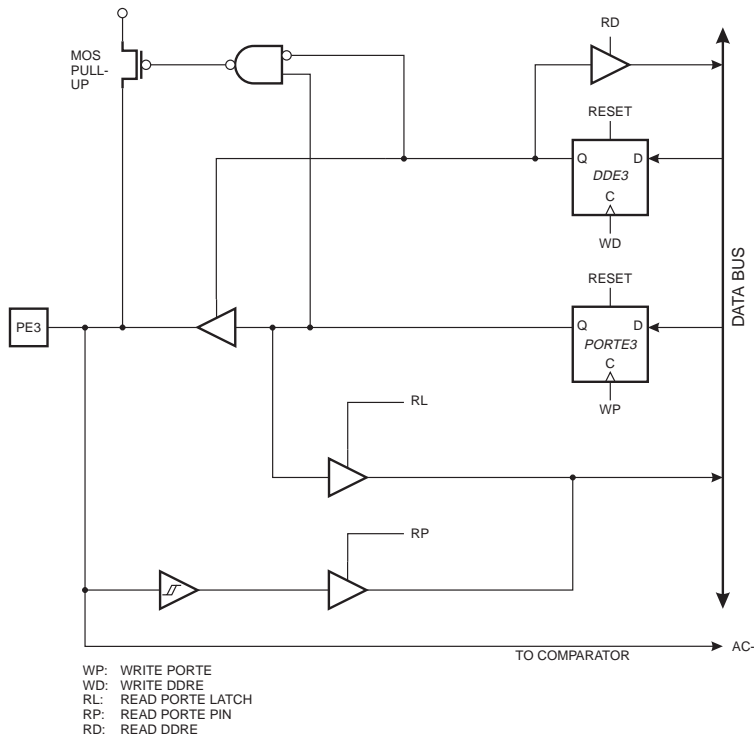 RD
MOS
PULL-
UP
RESET
Q
D
DDE3
C
WD
RESET
PE3
Q
D
PORTE3
C
WP
DATA BUS
RL
RP
TO COMPARATOR
AC-
WP: WRITE PORTE
WD: WRITE DDRE
RL: READ PORTE LATCH
RP: READ PORTE PIN
RD: READ DDRE